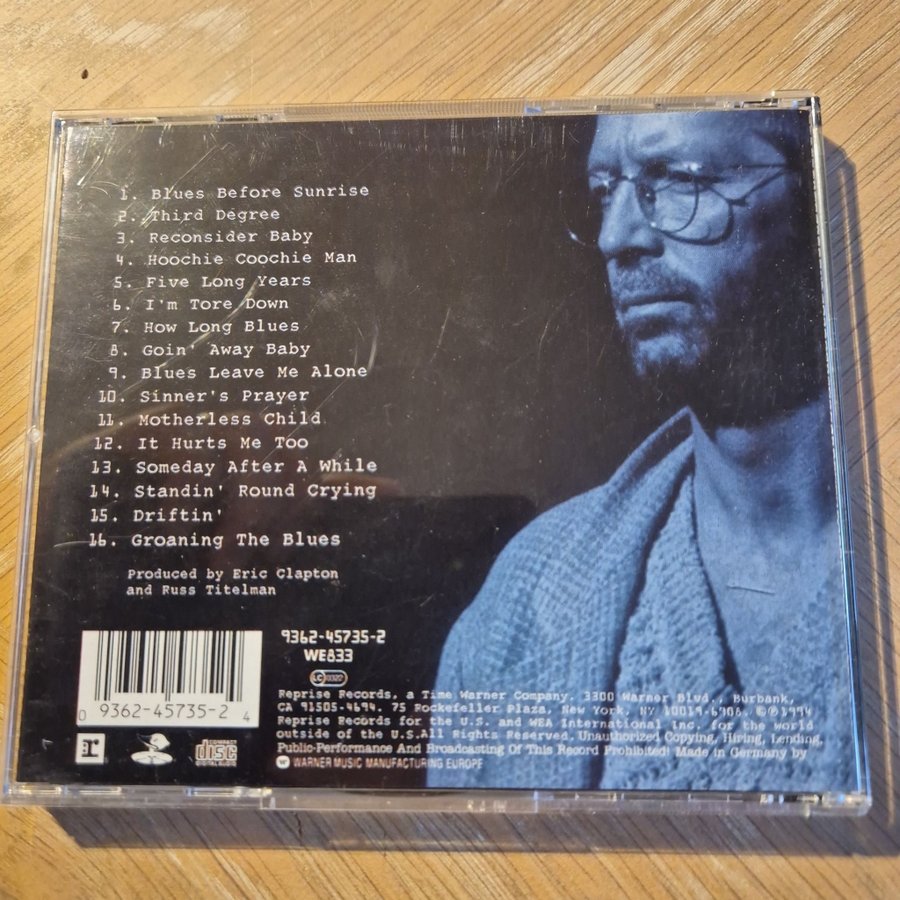 1. Blues Before Sunrise
2. Third Degree
3. Reconsider Baby
4. Hoochie Coochie Man
5. Five Long Years
6. I'm Tore Down
7. How Long Blues
8. Goin' Away Baby
9. Blues Leave Me Alone
10. Sinner's Prayer
11. Motherless Child
12. It Hurts Me Too
13. Someday After A While
14. Standin' Round Crying
15. Driftin'
16. Groaning The Blues
Produced by Eric Clapton
and Russ Titelman
9362-45735-2
WE833
LC 0322
0 9362-45735-2 4
COMPACT
disc
DIGITAL AUDIO
Reprise Records, a Time Warner Company. 3300 Warner Blvd., Burbank,
CA 91505-4694. 75 Rockefeller Plaza, New York, NY 10019-6908. ©℗1994
Reprise Records for the U.S. and WEA International Inc. for the world
outside of the U.S.All Rights Reserved. Unauthorized Copying, Hiring, Lending,
Public-Performance And Broadcasting Of This Record Prohibited! Made in Germany by
WARNER MUSIC MANUFACTURING EUROPE